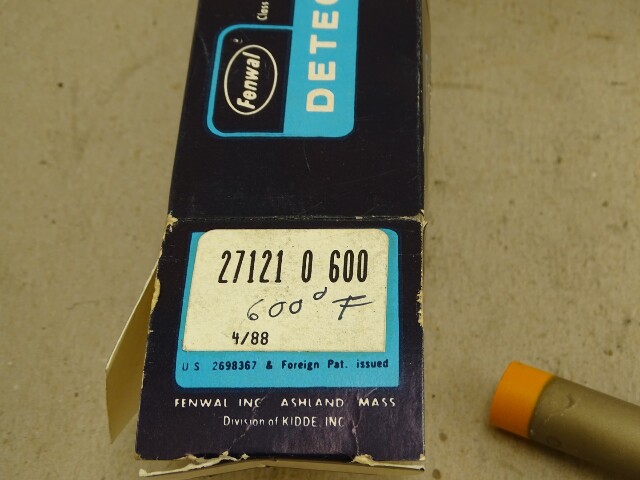 Fenwal
Class
DETEC
27121 0 600
600° F
4/88
U S 2698367 & Foreign Pat. issued
FENWAL INC. ASHLAND, MASS
Division of KIDDE, INC.